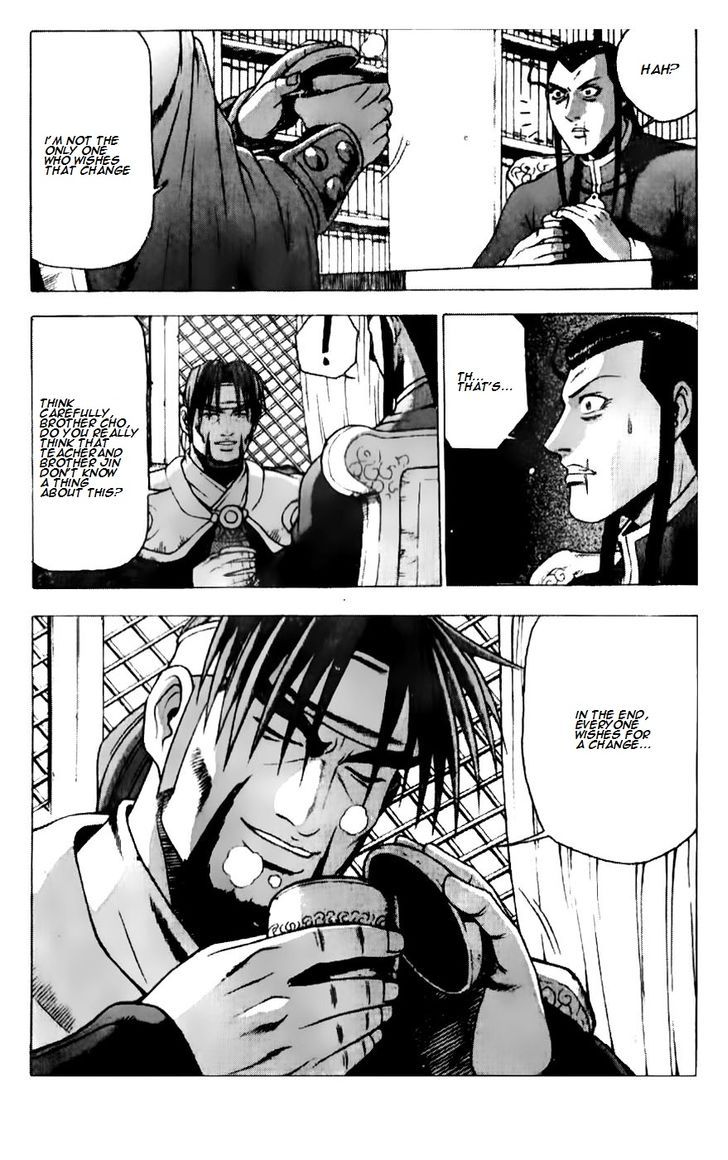 HAH?
I'M NOT THE
ONLY ONE
WHO WISHES
THAT CHANGE
TH...
THAT'S...
!
THINK
CAREFULLY,
BROTHER CHO.
DO YOU REALLY
THINK THAT
TEACHER AND
BROTHER JIN
DON'T KNOW
A THING
ABOUT THIS?
IN THE END,
EVERYONE
WISHES FOR
A CHANGE...